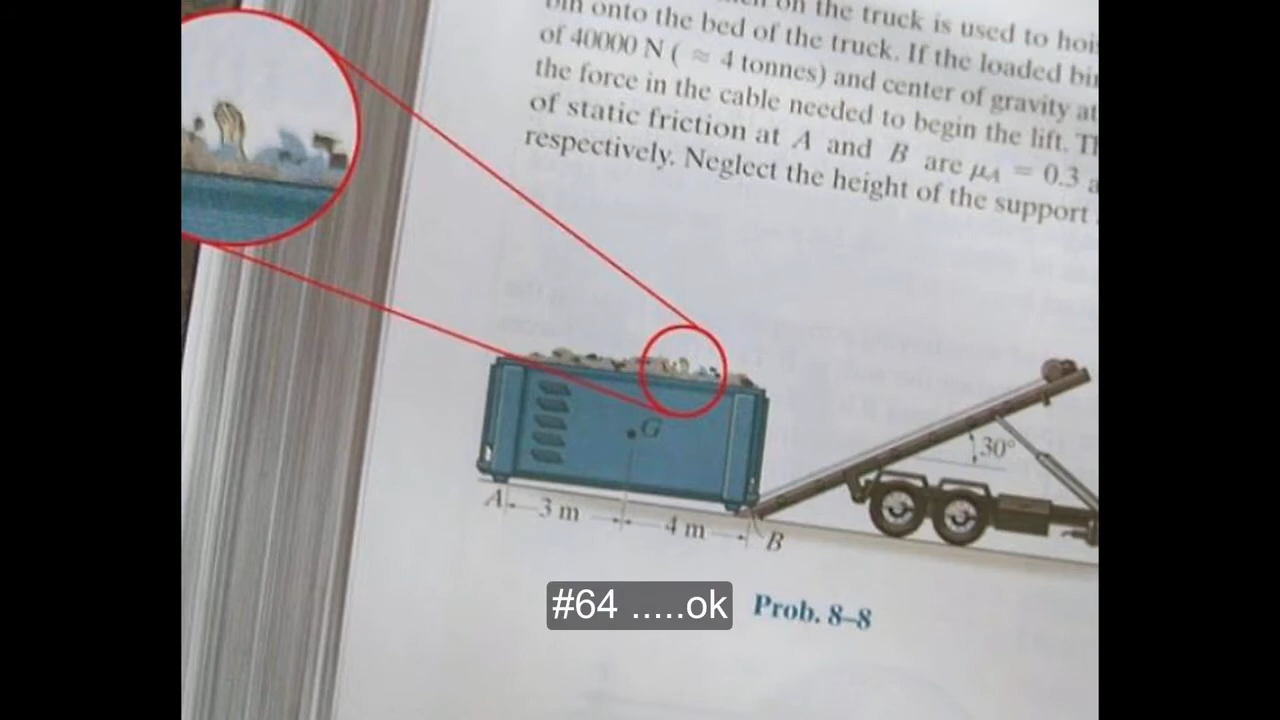 on the truck is used to
onto the bed of the truck. If the loaded
of 40000 N ( ≈ 4 tonnes) and center of gravity at
the force in the cable needed to begin the lift.
of static friction at A and B are μA = 0.3
respectively. Neglect the height of the support
G
30°
A
3 m
4 m
B
#64 .....ok
Prob. 8–8